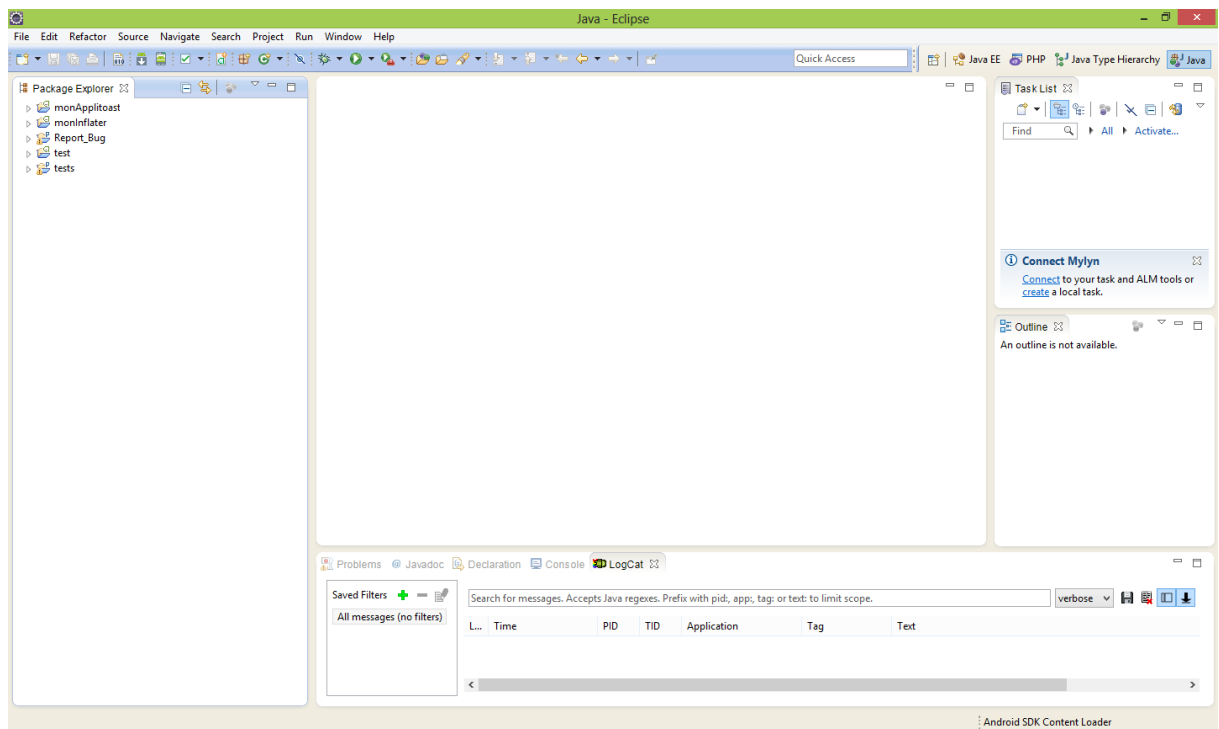 Java - Eclipse
File Edit Refactor Source Navigate Search Project Run Window Help
Quick Access
Java EE PHP Java Type Hierarchy Java
Package Explorer
monApplitoast
monInflater
Report_Bug
test
tests
Task List
Find All Activate...
Connect Mylyn
Connect to your task and ALM tools or
create a local task.
Outline
An outline is not available.
Problems @ Javadoc Declaration Console LogCat
Saved Filters
All messages (no filters)
Search for messages. Accepts Java regexes. Prefix with pid:, app:, tag: or text: to limit scope.
verbose
L... Time PID TID Application Tag Text
Android SDK Content Loader